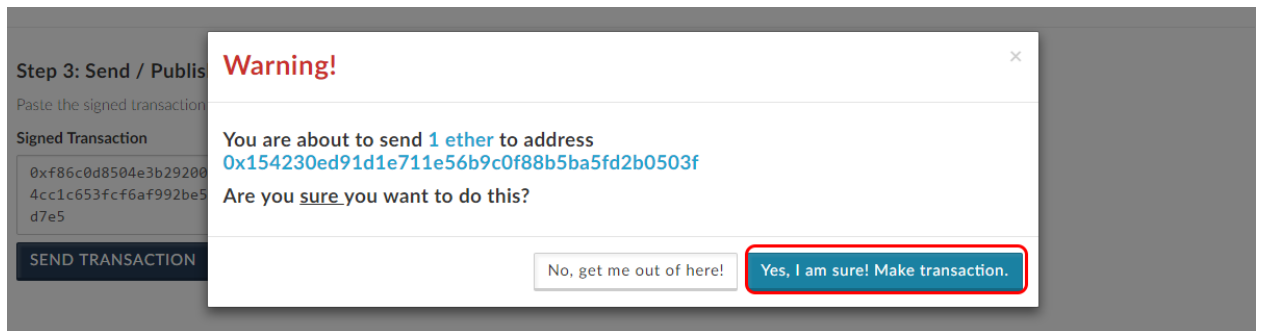 Warning!
×
Step 3: Send / Publis
Paste the signed transaction
Signed Transaction
You are about to send 1 ether to address
0x154230ed91d1e711e56b9c0f88b5ba5fd2b0503f
0xf86c0d8504e3b29200
4cc1c653fcf6af992be5
d7e5
Are you sure you want to do this?
SEND TRANSACTION
No, get me out of here!
Yes, I am sure! Make transaction.